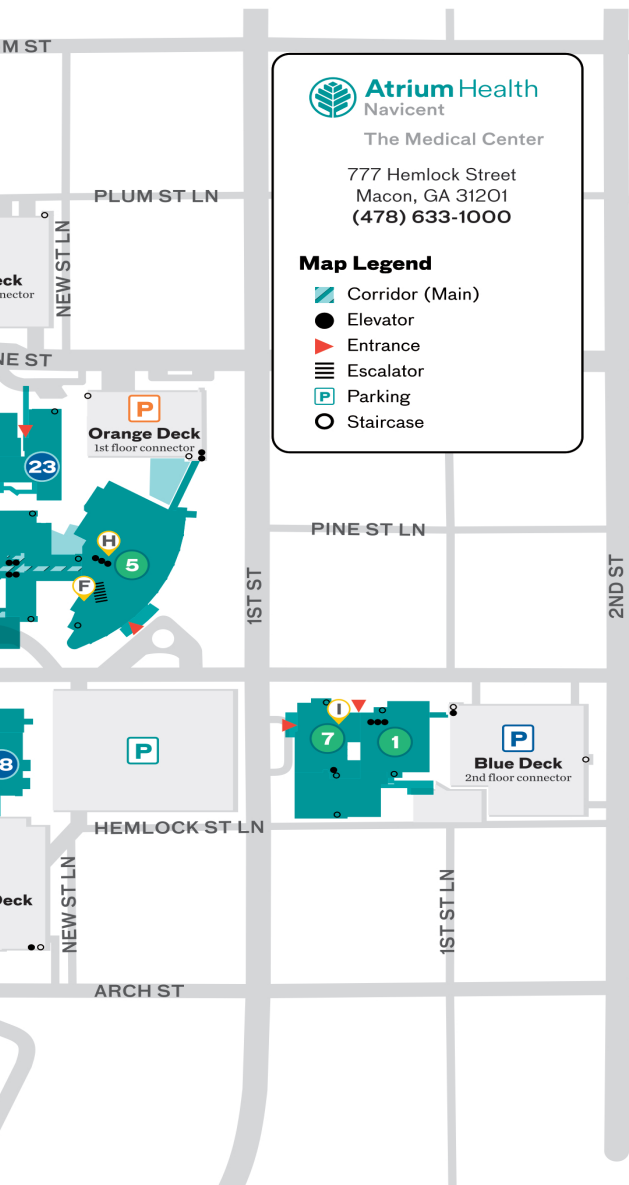 M ST
Atrium Health
Navicent
The Medical Center
777 Hemlock Street
Macon, GA 31201
(478) 633-1000
PLUM ST LN
NEW ST LN
eck
nector
Map Legend
Corridor (Main)
Elevator
Entrance
Escalator
P Parking
Staircase
NE ST
P
Orange Deck
1st floor connector
23
H
5
F
PINE ST LN
1ST ST
2ND ST
I
7
1
P
Blue Deck
2nd floor connector
P
8
HEMLOCK ST LN
NEW ST LN
Deck
1ST ST LN
ARCH ST